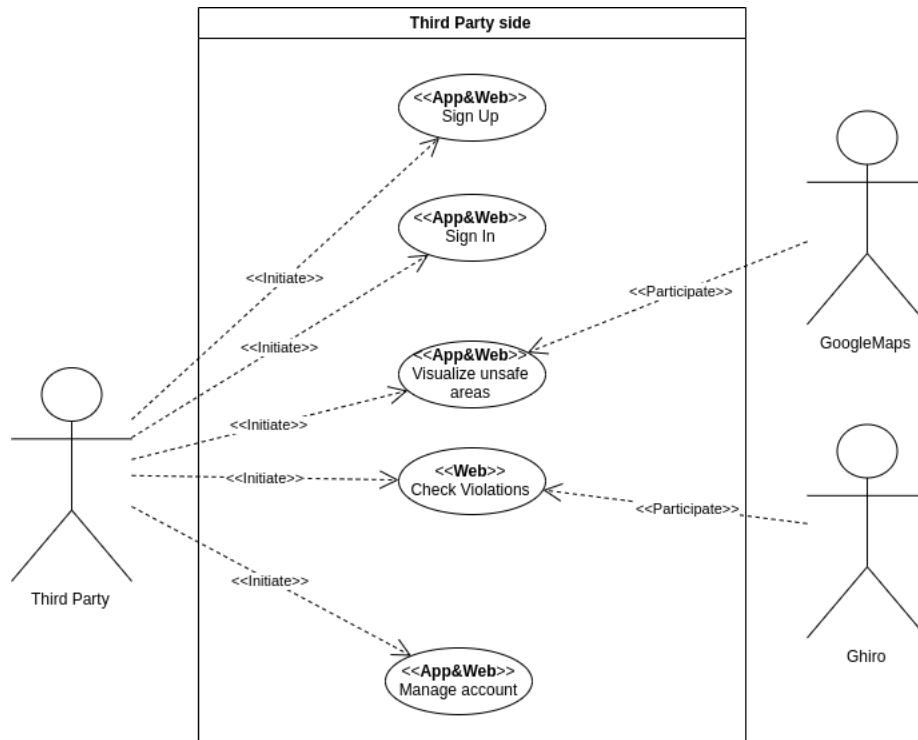 Third Party side
<<App&Web>>
Sign Up
<<App&Web>>
Sign In
<<Initiate>>
<<Participate>>
GoogleMaps
<<Initiate>>
<<App&Web>>
Visualize unsafe
areas
<<Initiate>>
<<Web>>
Check Violations
<<Initiate>>
<<Participate>>
Third Party
<<Initiate>>
Ghiro
<<App&Web>>
Manage account